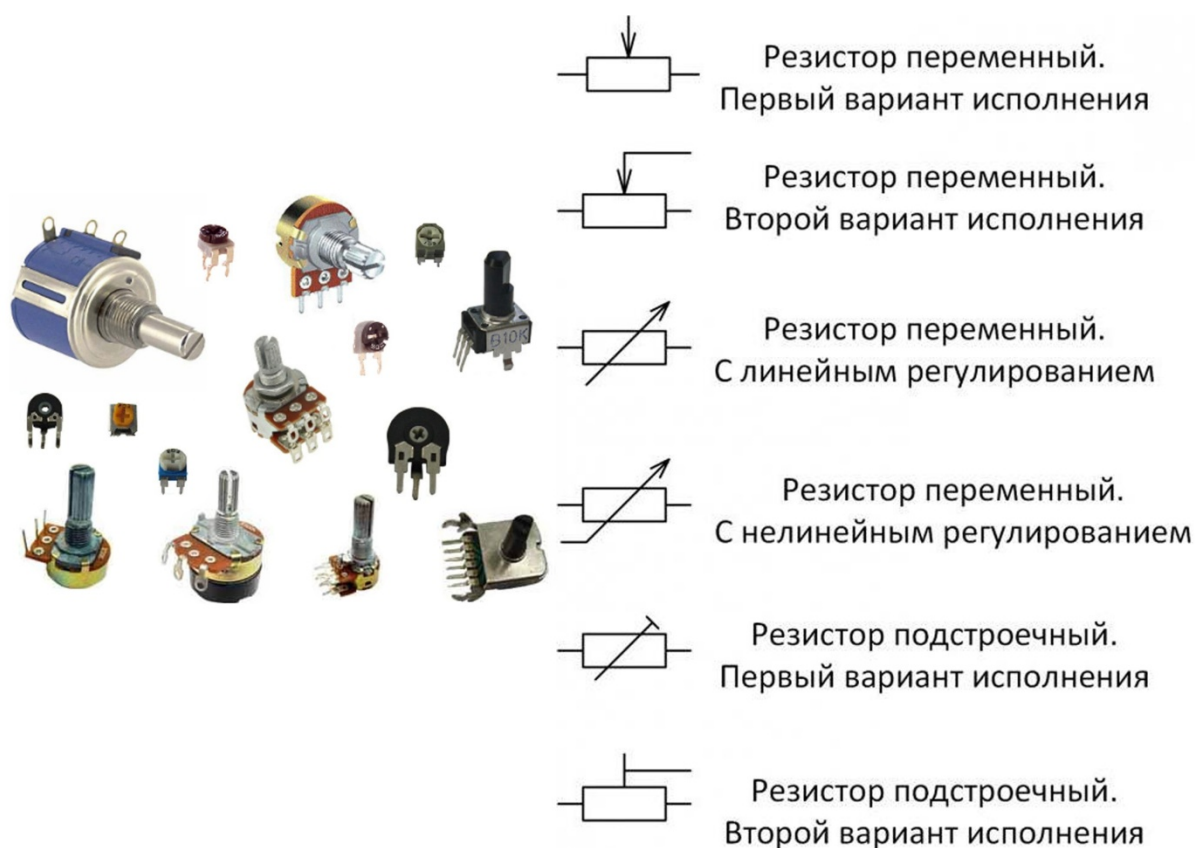 Резистор переменный.
Первый вариант исполнения
Резистор переменный.
Второй вариант исполнения
B10K
Резистор переменный.
С линейным регулированием
Резистор переменный.
С нелинейным регулированием
Резистор подстроечный.
Первый вариант исполнения
Резистор подстроечный.
Второй вариант исполнения